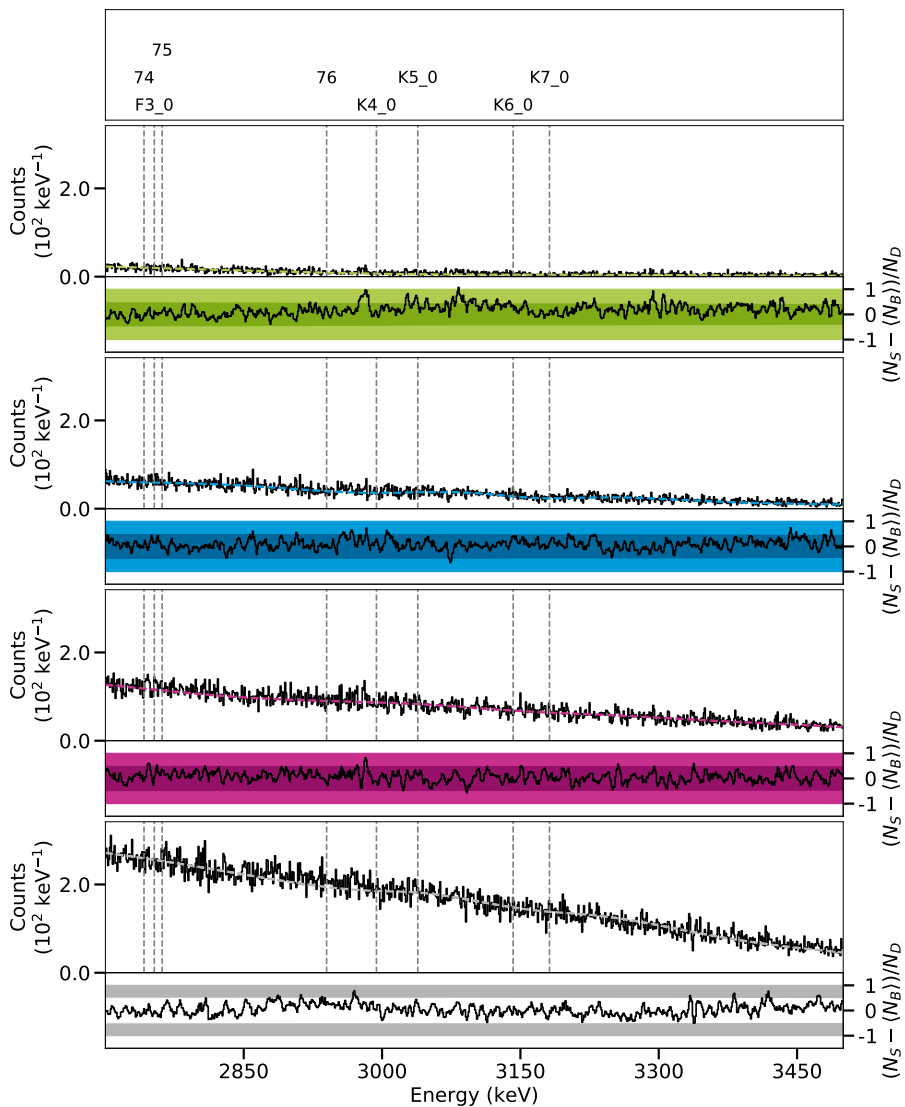 75
74 76 K5_0 K7_0
F3_0 K4_0 K6_0
Counts
(10² keV⁻¹)
2.0
0.0
1
0
-1
(N_S − ⟨N_B⟩)/N_D
Counts
(10² keV⁻¹)
2.0
0.0
1
0
-1
(N_S − ⟨N_B⟩)/N_D
Counts
(10² keV⁻¹)
2.0
0.0
1
0
-1
(N_S − ⟨N_B⟩)/N_D
Counts
(10² keV⁻¹)
2.0
0.0
1
0
-1
(N_S − ⟨N_B⟩)/N_D
2850 3000 3150 3300 3450
Energy (keV)